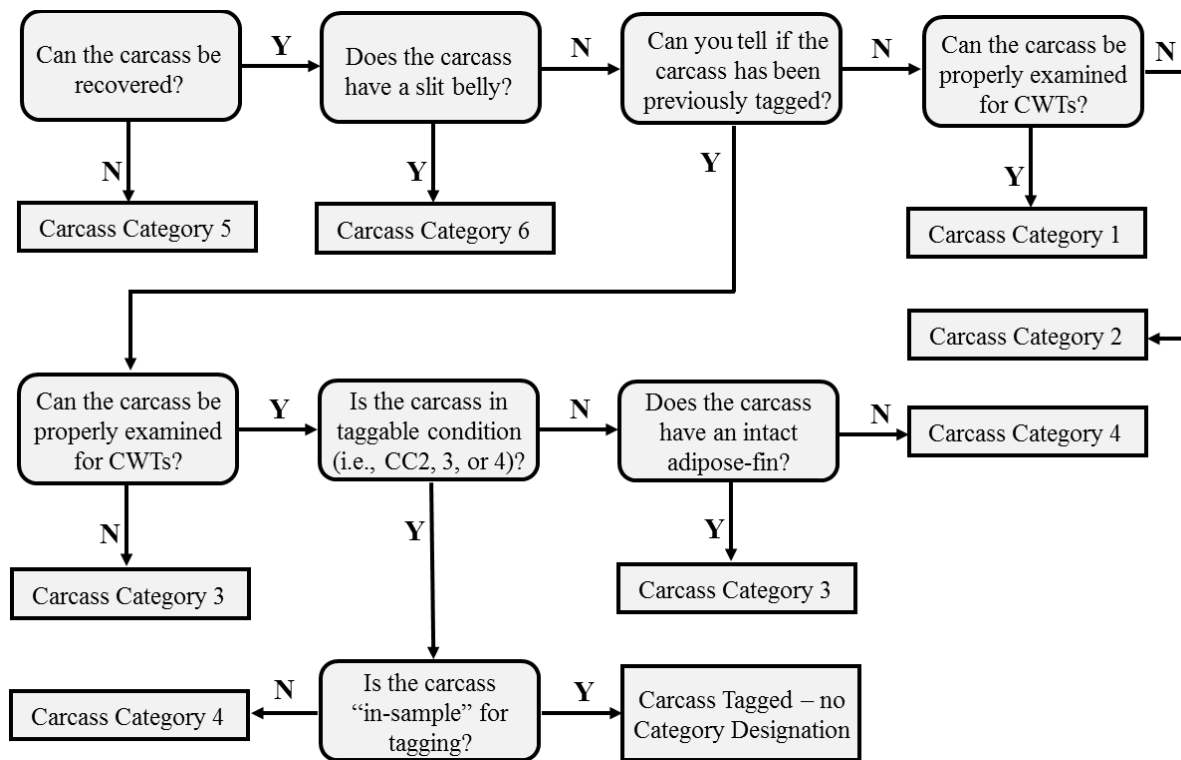 Can the carcass be
recovered?
Y
Does the carcass
have a slit belly?
N
Can you tell if the
carcass has been
previously tagged?
N
Can the carcass be
properly examined
for CWTs?
N
N
Y
Y
Y
Carcass Category 5
Carcass Category 6
Carcass Category 1
Carcass Category 2
Can the carcass be
properly examined
for CWTs?
Y
Is the carcass in
taggable condition
(i.e., CC2, 3, or 4)?
N
Does the carcass
have an intact
adipose-fin?
N
Carcass Category 4
N
Y
Y
Carcass Category 3
Carcass Category 3
Carcass Category 4
N
Is the carcass
“in-sample” for
tagging?
Y
Carcass Tagged – no
Category Designation